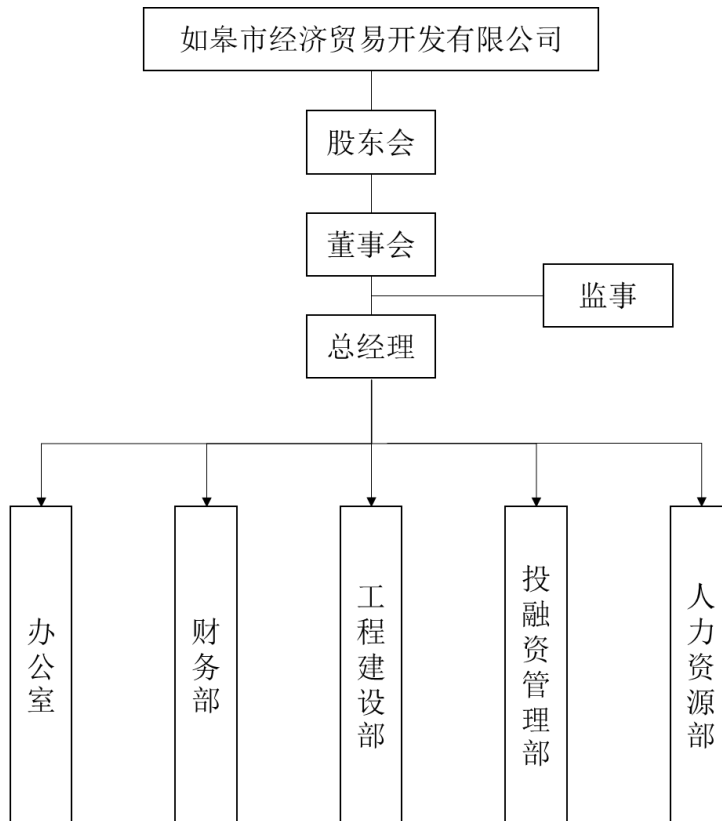 如皋市经济贸易开发有限公司
股东会
董事会
监事
总经理
办公室
财务部
工程建设部
投融资管理部
人力资源部